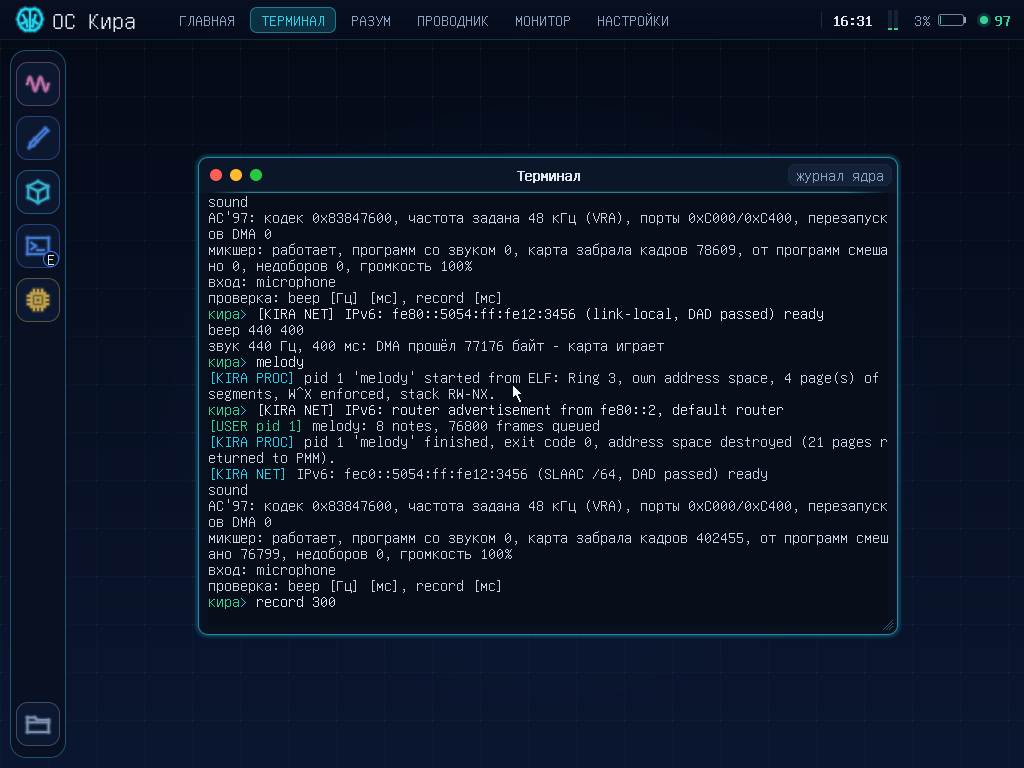 ОС Кира
ГЛАВНАЯ ТЕРМИНАЛ РАЗУМ ПРОВОДНИК МОНИТОР НАСТРОЙКИ
16:31 3% 97
Терминал
журнал ядра
E
sound
AC'97: кодек 0x83847600, частота задана 48 кГц (VRA), порты 0xC000/0xC400, перезапуск
ов DMA 0
микшер: работает, программ со звуком 0, карта забрала кадров 78609, от программ смеша
но 0, недоборов 0, громкость 100%
вход: microphone
проверка: beep [Гц] [мс], record [мс]
кира> [KIRA NET] IPv6: fe80::5054:ff:fe12:3456 (link-local, DAD passed) ready
beep 440 400
звук 440 Гц, 400 мс: DMA прошёл 77176 байт - карта играет
кира> melody
[KIRA PROC] pid 1 'melody' started from ELF: Ring 3, own address space, 4 page(s) of
segments, W^X enforced, stack RW-NX.
кира> [KIRA NET] IPv6: router advertisement from fe80::2, default router
[USER pid 1] melody: 8 notes, 76800 frames queued
[KIRA PROC] pid 1 'melody' finished, exit code 0, address space destroyed (21 pages r
eturned to PMM).
[KIRA NET] IPv6: fec0::5054:ff:fe12:3456 (SLAAC /64, DAD passed) ready
sound
AC'97: кодек 0x83847600, частота задана 48 кГц (VRA), порты 0xC000/0xC400, перезапуск
ов DMA 0
микшер: работает, программ со звуком 0, карта забрала кадров 402455, от программ смеш
ано 76799, недоборов 0, громкость 100%
вход: microphone
проверка: beep [Гц] [мс], record [мс]
кира> record 300